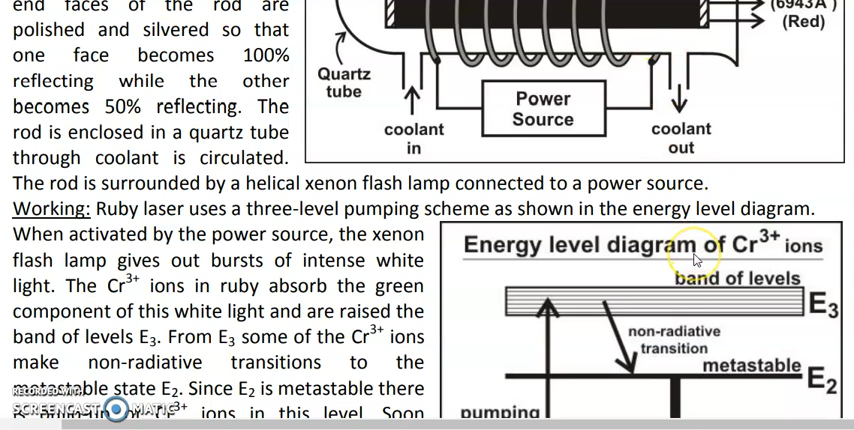 end faces of the rod are
polished and silvered so that
one face becomes 100%
reflecting while the other
becomes 50% reflecting. The
rod is enclosed in a quartz tube
through coolant is circulated.
(6943Å)
(Red)
Quartz
tube
Power
Source
coolant
in
coolant
out
The rod is surrounded by a helical xenon flash lamp connected to a power source.
Working: Ruby laser uses a three-level pumping scheme as shown in the energy level diagram.
When activated by the power source, the xenon
flash lamp gives out bursts of intense white
light. The Cr³⁺ ions in ruby absorb the green
component of this white light and are raised the
band of levels E₃. From E₃ some of the Cr³⁺ ions
make non-radiative transitions to the
metastable state E₂. Since E₂ is metastable there
ions in this level. Soon
Energy level diagram of Cr³⁺ ions
band of levels
E₃
non-radiative
transition
metastable
E₂
pumping
RECORDED WITH
SCREENCAST MATIC